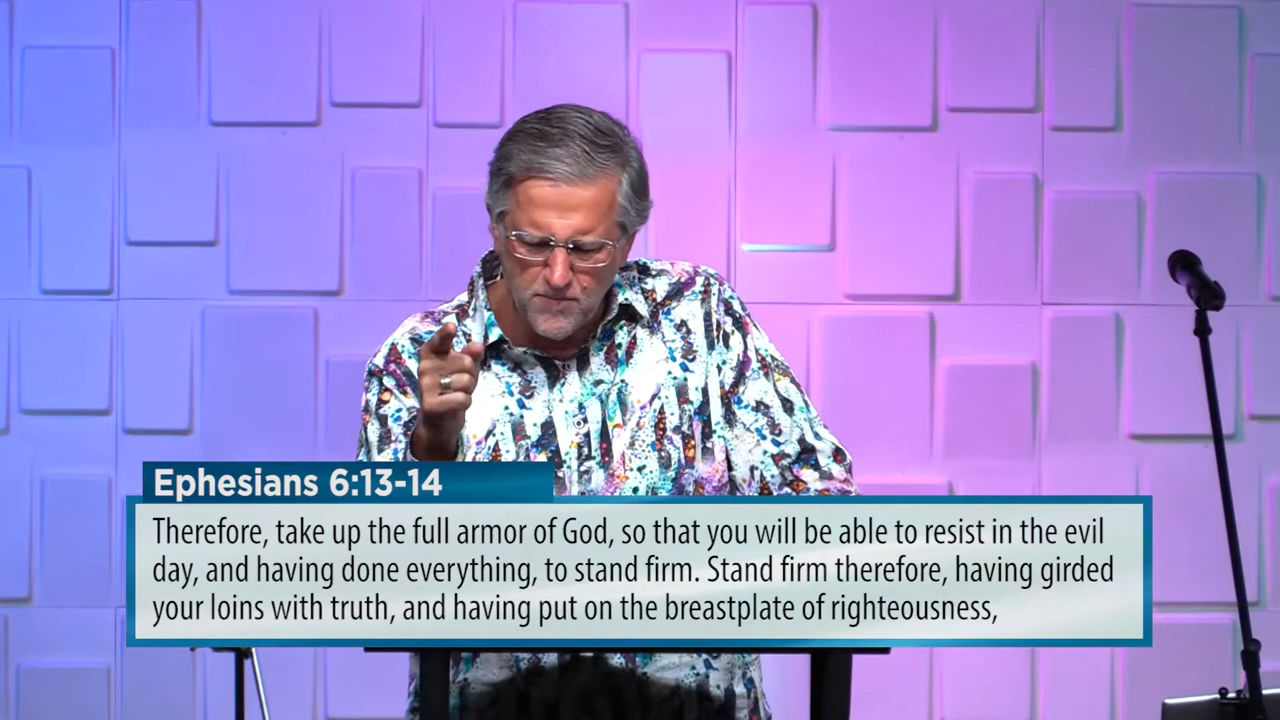 Ephesians 6:13-14
Therefore, take up the full armor of God, so that you will be able to resist in the evil
day, and having done everything, to stand firm. Stand firm therefore, having girded
your loins with truth, and having put on the breastplate of righteousness,